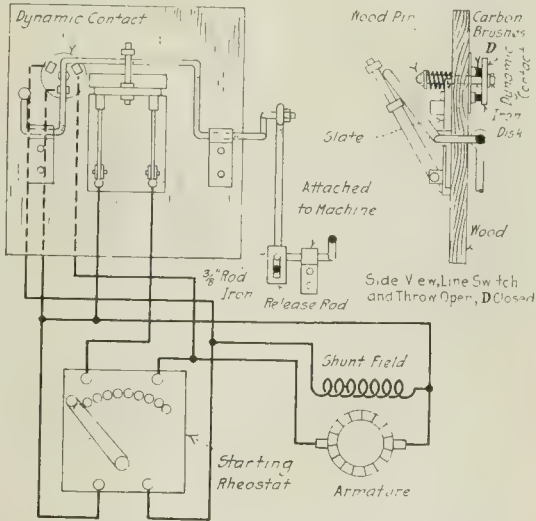 Dynamic Contact
Wood Pin
Carbon
Brushes
D
Dynamic
Contact
Iron
Disk
Slate
Wood
Attached
to Machine
3/8" Rod
Iron
Release Rod
Side View, Line Switch
and Throw Open, D Closed
Shunt Field
Starting
Rheostat
Armature